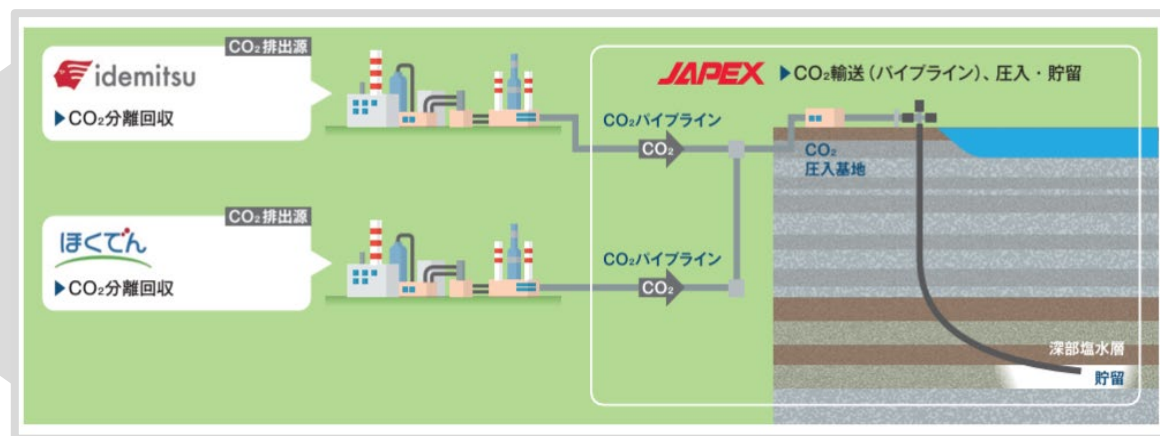 CO₂排出源
idemitsu
▶CO₂分離回収
CO₂排出源
ほくでん
▶CO₂分離回収
JAPEX ▶CO₂輸送(パイプライン)、圧入・貯留
CO₂パイプライン
CO₂
CO₂
圧入基地
CO₂パイプライン
CO₂
深部塩水層
貯留